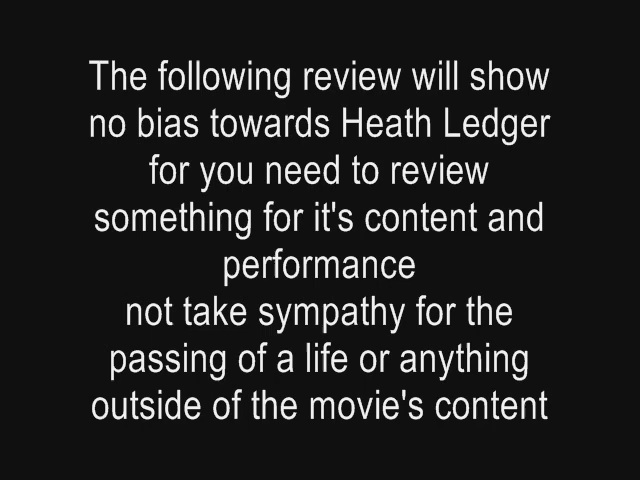 The following review will show
no bias towards Heath Ledger
for you need to review
something for it's content and
performance
not take sympathy for the
passing of a life or anything
outside of the movie's content